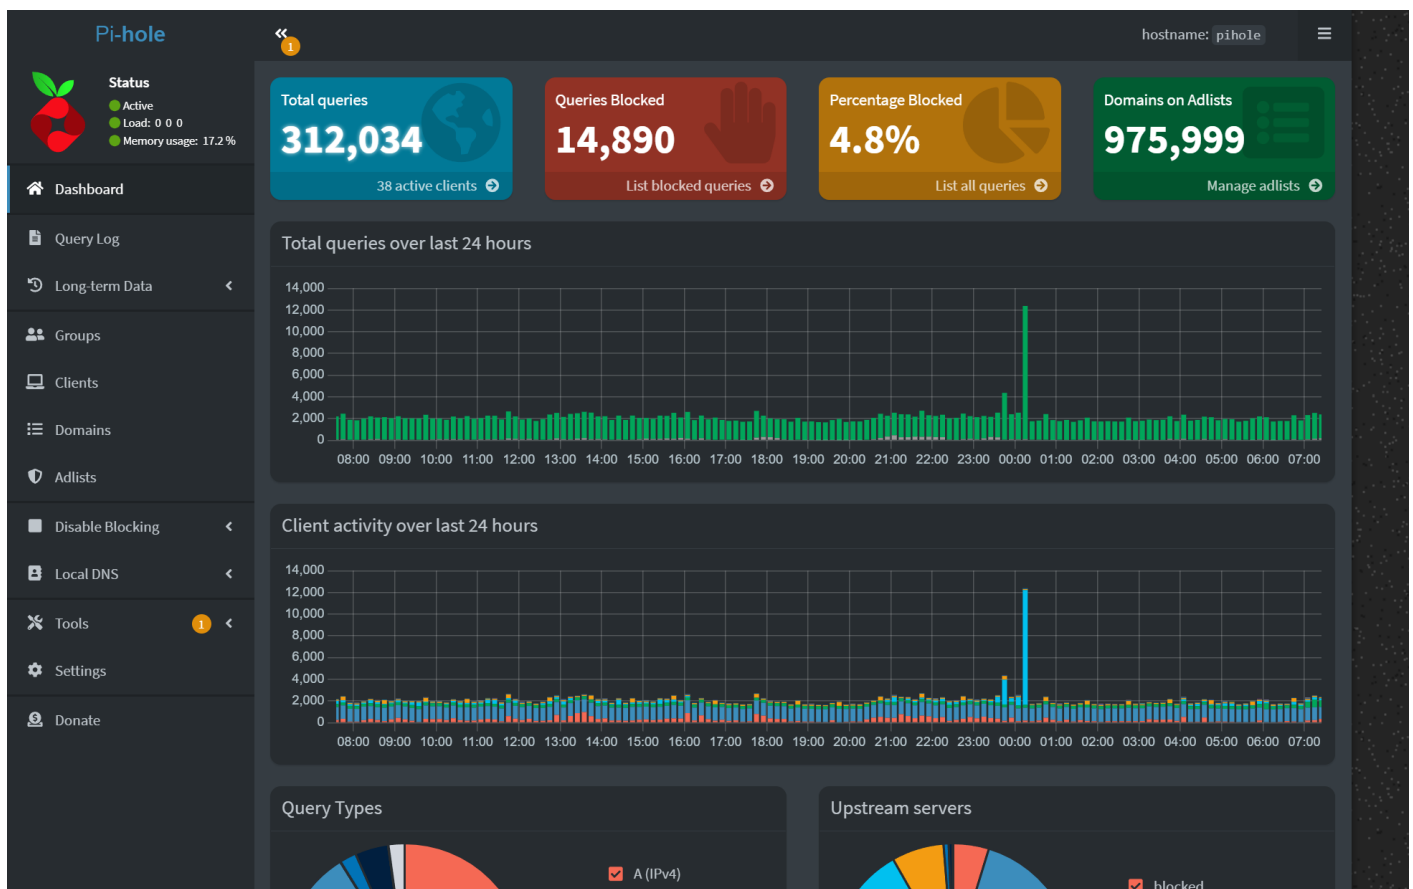 Pi-hole
1
hostname: pihole
Status
Active
Load: 0 0 0
Memory usage: 17.2 %
Dashboard
Query Log
Long-term Data
Groups
Clients
Domains
Adlists
Disable Blocking
Local DNS
Tools
1
Settings
Donate
Total queries
312,034
38 active clients
Queries Blocked
14,890
List blocked queries
Percentage Blocked
4.8%
List all queries
Domains on Adlists
975,999
Manage adlists
Total queries over last 24 hours
14,000
12,000
10,000
8,000
6,000
4,000
2,000
0
08:00 09:00 10:00 11:00 12:00 13:00 14:00 15:00 16:00 17:00 18:00 19:00 20:00 21:00 22:00 23:00 00:00 01:00 02:00 03:00 04:00 05:00 06:00 07:00
Client activity over last 24 hours
14,000
12,000
10,000
8,000
6,000
4,000
2,000
0
08:00 09:00 10:00 11:00 12:00 13:00 14:00 15:00 16:00 17:00 18:00 19:00 20:00 21:00 22:00 23:00 00:00 01:00 02:00 03:00 04:00 05:00 06:00 07:00
Query Types
A (IPv4)
Upstream servers
blocked